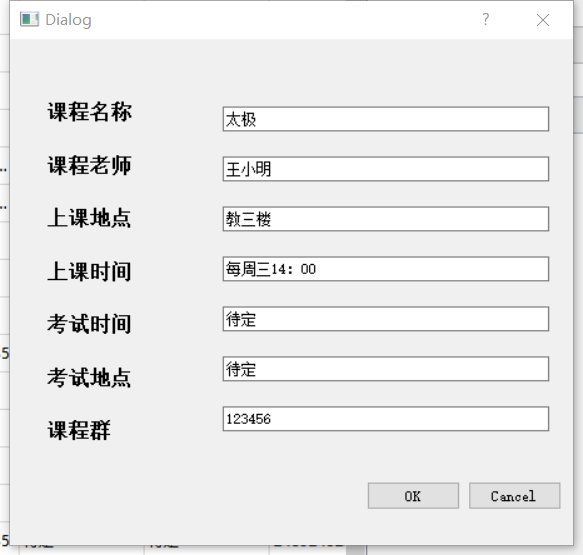 Dialog
?
课程名称 太极
课程老师 王小明
上课地点 教三楼
上课时间 每周三14：00
考试时间 待定
考试地点 待定
课程群 123456
OK Cancel